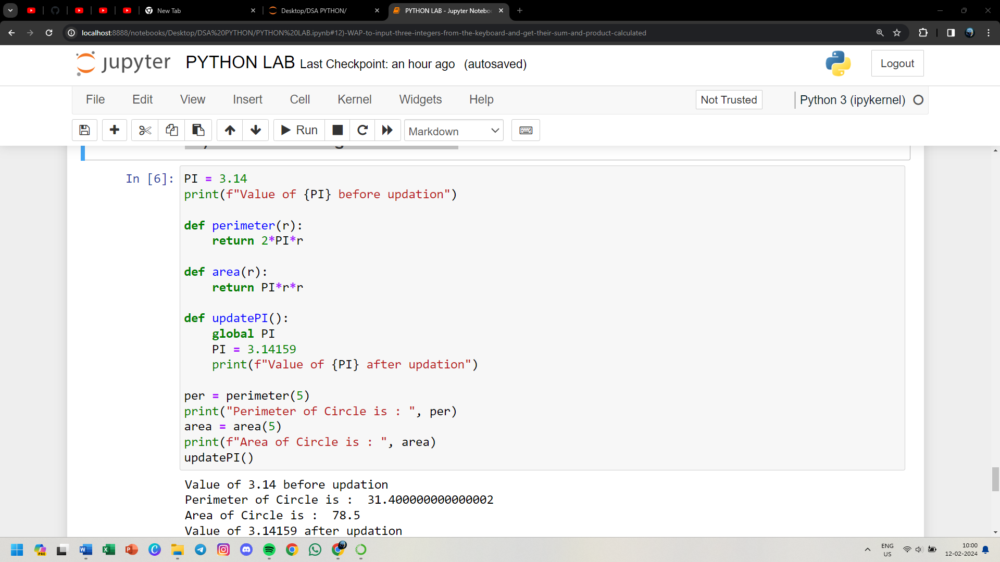 New Tab
Desktop/DSA PYTHON/
PYTHON LAB - Jupyter Notebo
localhost:8888/notebooks/Desktop/DSA%20PYTHON/PYTHON%20LAB.ipynb#12)-WAP-to-input-three-integers-from-the-keyboard-and-get-their-sum-and-product-calculated
jupyter PYTHON LAB Last Checkpoint: an hour ago (autosaved)
Logout
File Edit View Insert Cell Kernel Widgets Help
Not Trusted
Python 3 (ipykernel)
Run
Markdown
In [6]:
PI = 3.14
print(f"Value of {PI} before updation")
def perimeter(r):
    return 2*PI*r
def area(r):
    return PI*r*r
def updatePI():
    global PI
    PI = 3.14159
    print(f"Value of {PI} after updation")
per = perimeter(5)
print("Perimeter of Circle is : ", per)
area = area(5)
print(f"Area of Circle is : ", area)
updatePI()
Value of 3.14 before updation
Perimeter of Circle is :  31.400000000000002
Area of Circle is :  78.5
Value of 3.14159 after updation
PRE
ENG
US
10:00
12-02-2024